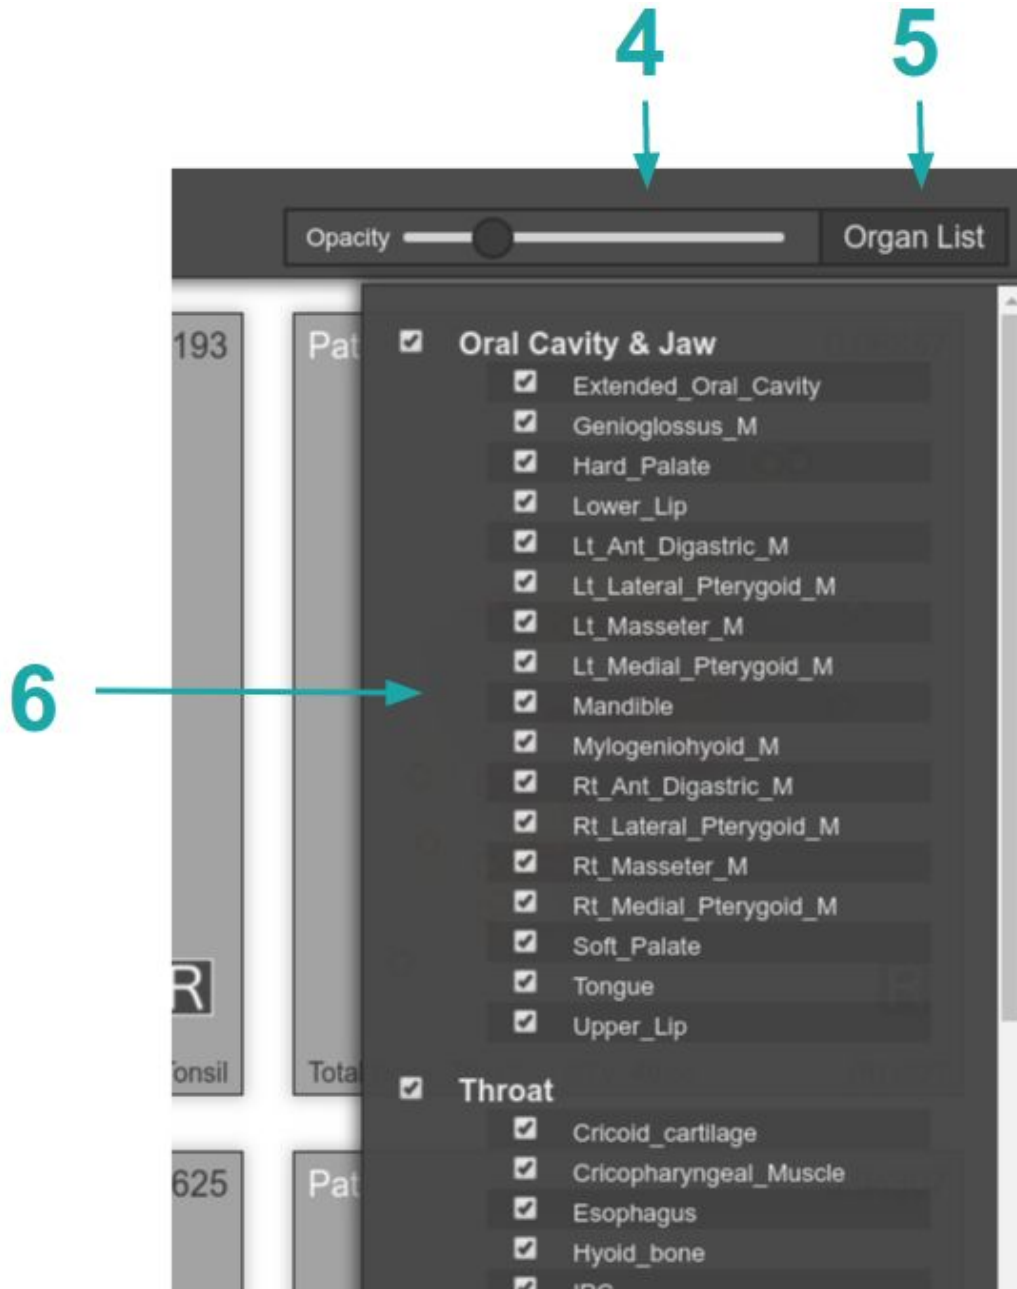 4 5
Opacity Organ List
193 Pat
Oral Cavity & Jaw
Extended_Oral_Cavity
Genioglossus_M
Hard_Palate
Lower_Lip
Lt_Ant_Digastric_M
Lt_Lateral_Pterygoid_M
Lt_Masseter_M
Lt_Medial_Pterygoid_M
6
Mandible
Mylogeniohyoid_M
Rt_Ant_Digastric_M
Rt_Lateral_Pterygoid_M
Rt_Masseter_M
Rt_Medial_Pterygoid_M
Soft_Palate
R
Tongue
Upper_Lip
Tonsil Total
Throat
Cricoid_cartilage
Cricopharyngeal_Muscle
625 Pat
Esophagus
Hyoid_bone